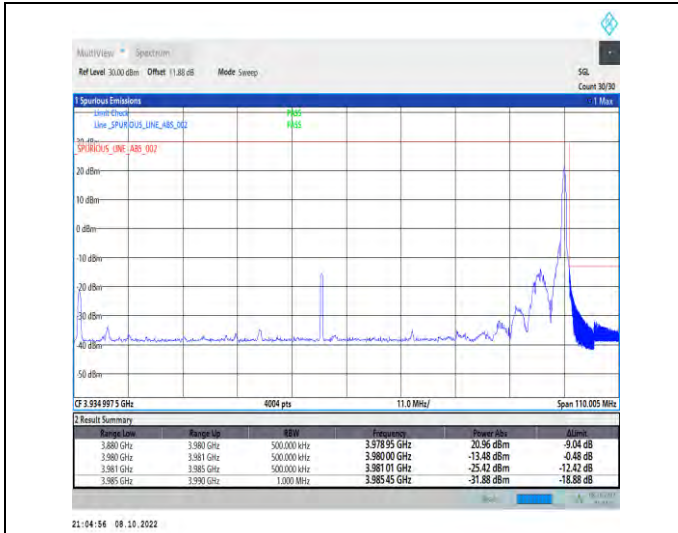 MultiView Spectrum
Ref Level 30.00 dBm Offset 11.88 dB Mode Sweep SGL
Count 30/30
1 Spurious Emissions 1 Max
Limit Check PASS
Line _SPURIOUS_LINE_ABS_002 PASS
30 dBm
_SPURIOUS_LINE_ABS_002
20 dBm
10 dBm
0 dBm
-10 dBm
-20 dBm
-30 dBm
-40 dBm
-50 dBm
CF 3.934 997 5 GHz 4004 pts 11.0 MHz/ Span 110.005 MHz
2 Result Summary
Range Low Range Up RBW Frequency Power Abs ΔLimit
3.880 GHz 3.980 GHz 500.000 kHz 3.978 95 GHz 20.96 dBm -9.04 dB
3.980 GHz 3.981 GHz 500.000 kHz 3.980 00 GHz -13.48 dBm -0.48 dB
3.981 GHz 3.985 GHz 500.000 kHz 3.981 01 GHz -25.42 dBm -12.42 dB
3.985 GHz 3.990 GHz 1.000 MHz 3.985 45 GHz -31.88 dBm -18.88 dB
21:04:56 08.10.2022